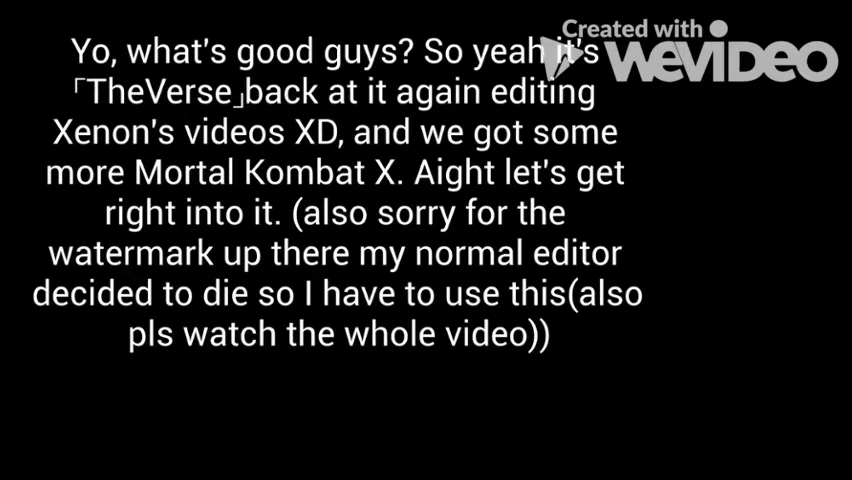 Created with
WEVIDEO
Yo, what's good guys? So yeah it's
「TheVerse」back at it again editing
Xenon's videos XD, and we got some
more Mortal Kombat X. Aight let's get
right into it. (also sorry for the
watermark up there my normal editor
decided to die so I have to use this(also
pls watch the whole video))